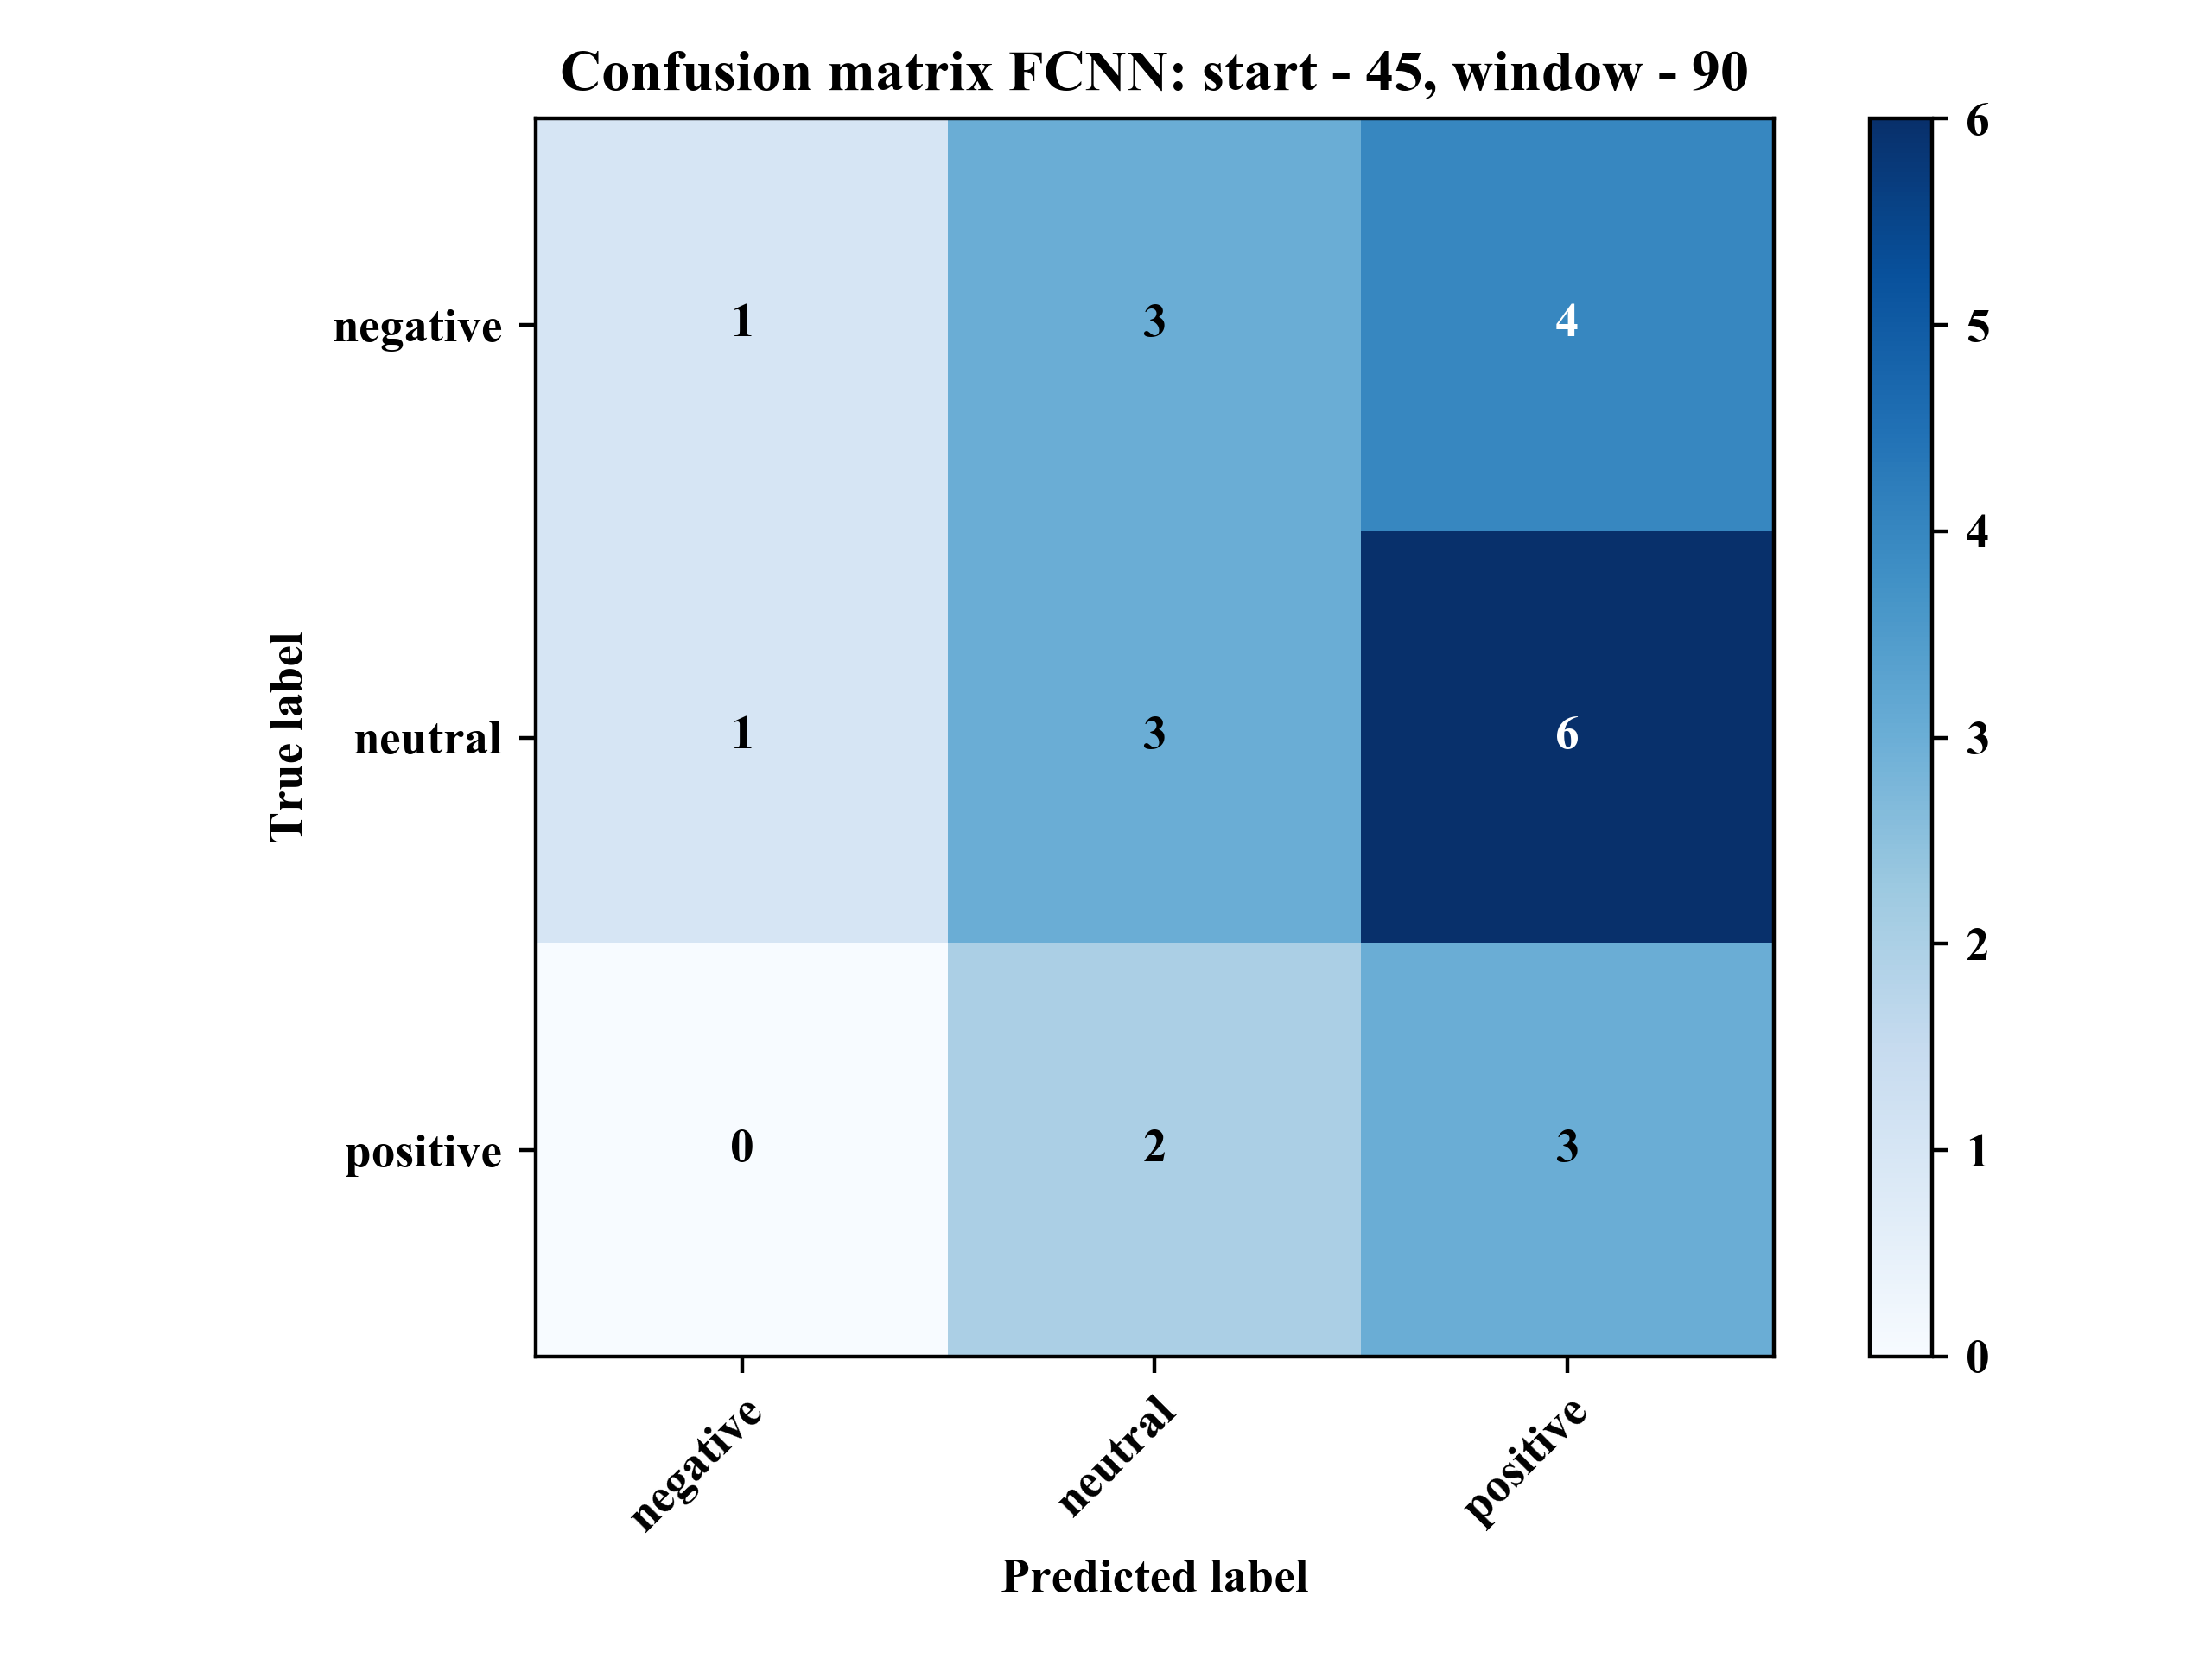 Confusion matrix FCNN: start - 45, window - 90
6
5
4
3
2
1
0
True label
negative
1
3
4
neutral
1
3
6
positive
0
2
3
negative
neutral
positive
Predicted label